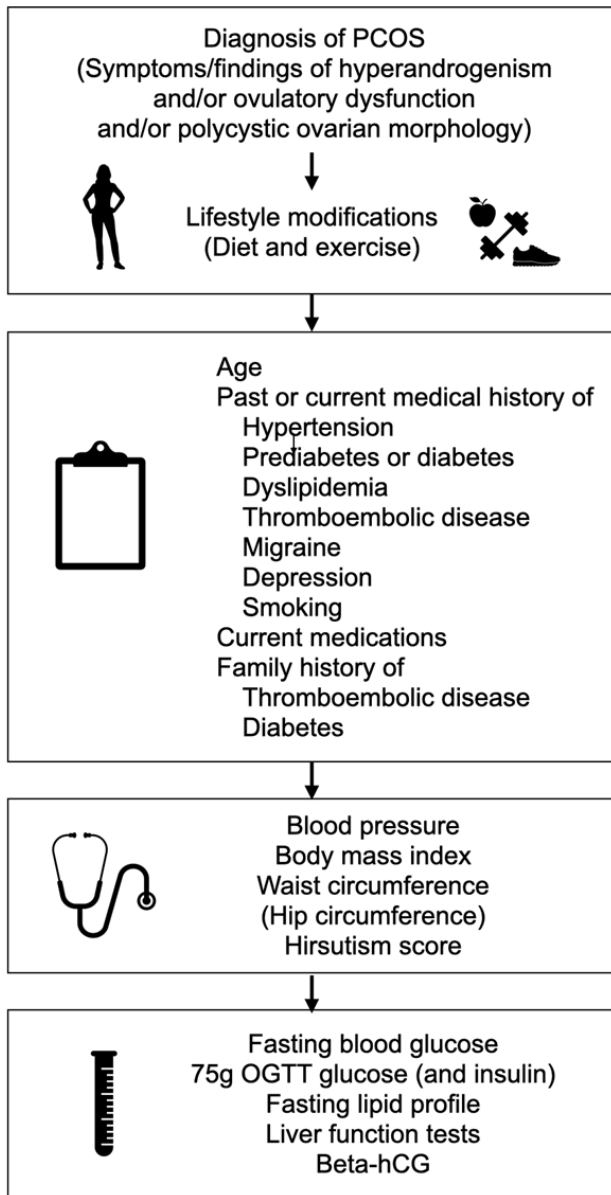 Diagnosis of PCOS
(Symptoms/findings of hyperandrogenism
and/or ovulatory dysfunction
and/or polycystic ovarian morphology)
Lifestyle modifications
(Diet and exercise)
Age
Past or current medical history of
Hypertension
Prediabetes or diabetes
Dyslipidemia
Thromboembolic disease
Migraine
Depression
Smoking
Current medications
Family history of
Thromboembolic disease
Diabetes
Blood pressure
Body mass index
Waist circumference
(Hip circumference)
Hirsutism score
Fasting blood glucose
75g OGTT glucose (and insulin)
Fasting lipid profile
Liver function tests
Beta-hCG